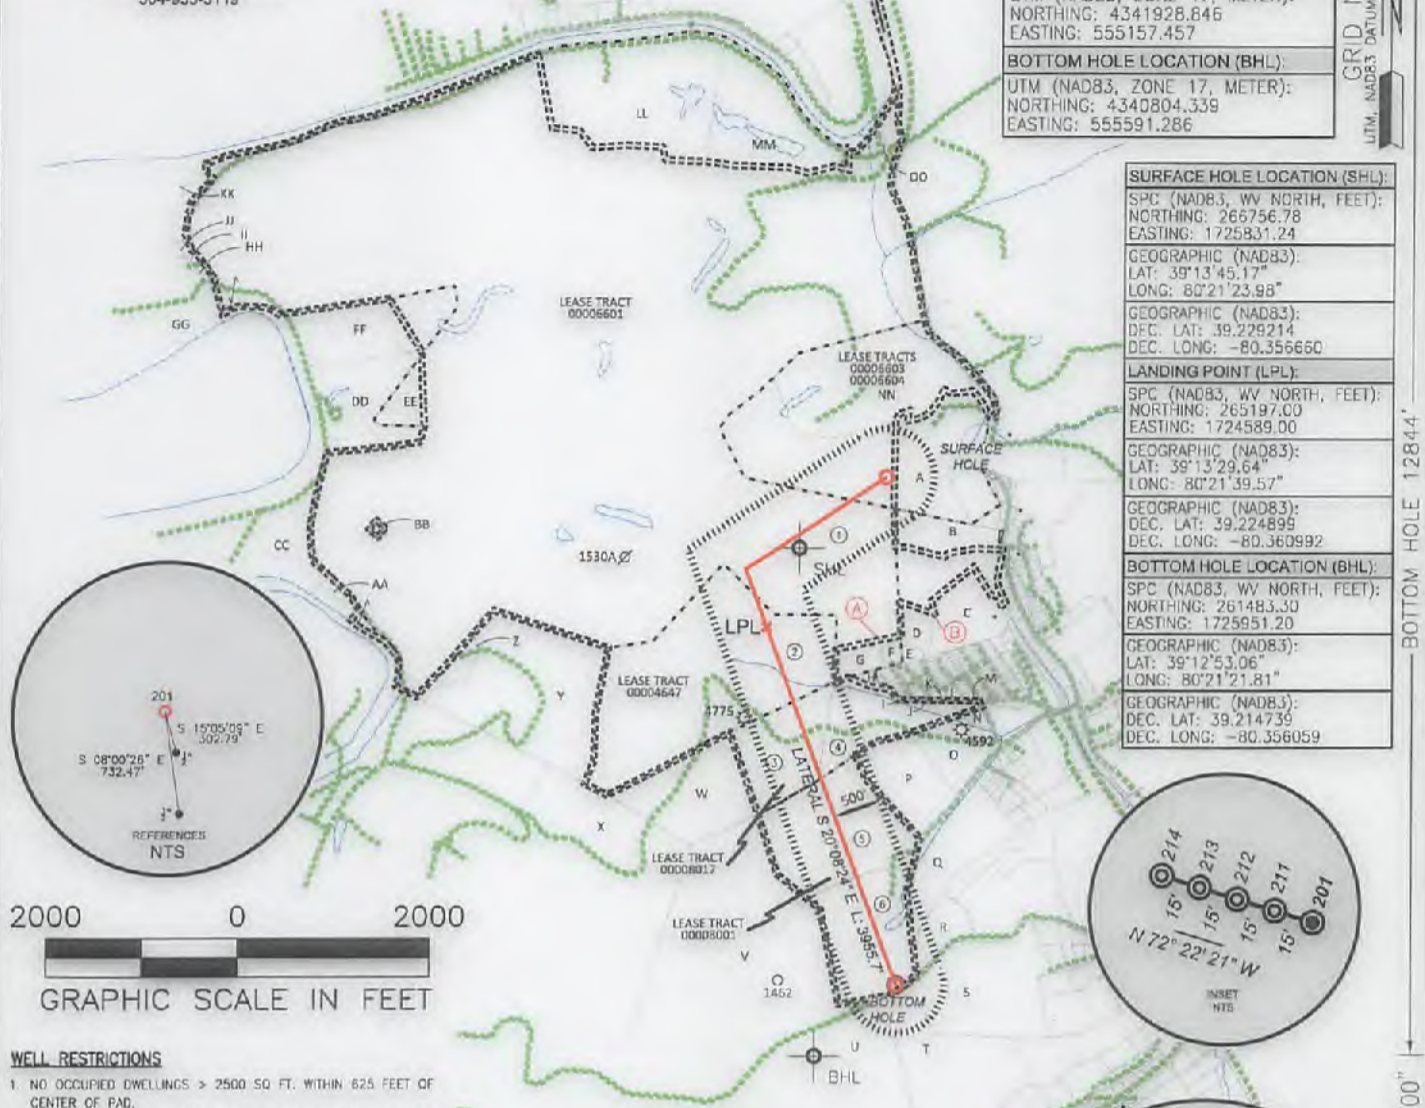 NORTHING: 4341928.846
EASTING: 555157.457
BOTTOM HOLE LOCATION (BHL):
UTM (NAD83, ZONE 17, METER):
NORTHING: 4340804.339
EASTING: 555591.286
GRID
UTM, NAD83 DATUM
SURFACE HOLE LOCATION (SHL):
SPC (NAD83, WV NORTH, FEET):
NORTHING: 266756.78
EASTING: 1725831.24
GEOGRAPHIC (NAD83):
LAT: 39°13'45.17"
LONG: 80°21'23.98"
GEOGRAPHIC (NAD83):
DEC. LAT: 39.229214
DEC. LONG: -80.356660
LANDING POINT (LPL):
SPC (NAD83, WV NORTH, FEET):
NORTHING: 265197.00
EASTING: 1724589.00
GEOGRAPHIC (NAD83):
LAT: 39°13'29.64"
LONG: 80°21'39.57"
GEOGRAPHIC (NAD83):
DEC. LAT: 39.224899
DEC. LONG: -80.360992
BOTTOM HOLE LOCATION (BHL):
SPC (NAD83, WV NORTH, FEET):
NORTHING: 261483.30
EASTING: 1725951.20
GEOGRAPHIC (NAD83):
LAT: 39°12'53.06"
LONG: 80°21'21.81"
GEOGRAPHIC (NAD83):
DEC. LAT: 39.214739
DEC. LONG: -80.356059
BOTTOM HOLE 12844'
00"
LL
MM
OO
KK
JJ
II
HH
GG
FF
DD
EE
LEASE TRACT
00006601
LEASE TRACTS
00006603
00006604
NN
SURFACE
HOLE
A
B
BB
CC
AA
1530A
1
SHL
LPL
A
B
C
D
E
F
G
2
Z
Y
LEASE TRACT
00004647
4775
I
J
K
M
N
4592
O
P
3
4
W
X
500'
5
6
LATERAL S 20°08'24" E L: 3955.7'
LEASE TRACT
00008017
LEASE TRACT
00008001
Q
R
S
T
U
V
1462
BOTTOM
HOLE
BHL
201
S 15°05'09" E
302.79'
S 08°00'26" E
732.47'
REFERENCES
NTS
214
213
212
211
201
15'
15'
15'
15'
N 72° 22' 21" W
INSET
NTS
2000 0 2000
GRAPHIC SCALE IN FEET
WELL RESTRICTIONS
1. NO OCCUPIED DWELLINGS > 2500 SQ FT. WITHIN 625 FEET OF
CENTER OF PAD.